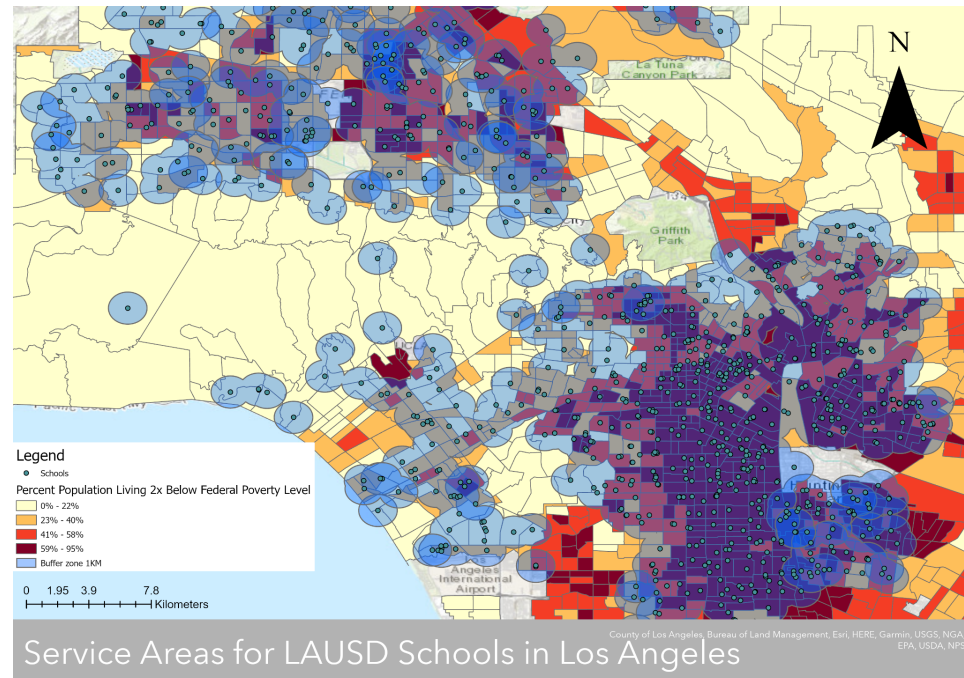 La Tuna
Canyon Park
N
134
Griffith
Park
City
UCLA
Legend
Schools
Percent Population Living 2x Below Federal Poverty Level
0% - 22%
23% - 40%
41% - 58%
59% - 95%
Buffer zone 1KM
Los
Angeles
International
Airport
0 1.95 3.9 7.8
Kilometers
County of Los Angeles, Bureau of Land Management, Esri, HERE, Garmin, USGS, NGA,
EPA, USDA, NPS
Service Areas for LAUSD Schools in Los Angeles